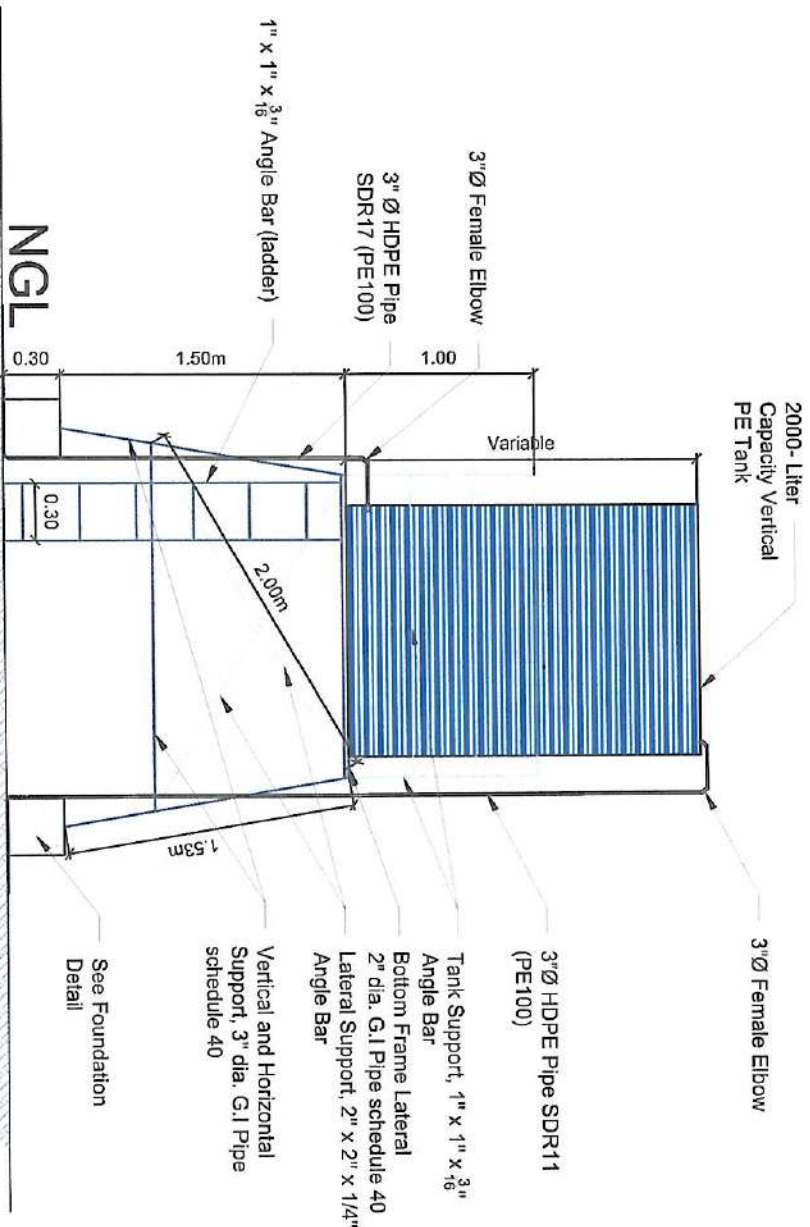 2000- Liter
Capacity Vertical
PE Tank
3"Ø Female Elbow
3"Ø Female Elbow
3" Ø HDPE Pipe
SDR17 (PE100)
1" x 1" x 3/16" Angle Bar (ladder)
3"Ø HDPE Pipe SDR11
(PE100)
Tank Support, 1" x 1" x 3/16"
Angle Bar
Bottom Frame Lateral
2" dia. G.I Pipe schedule 40
Lateral Support, 2" x 2" x 1/4"
Angle Bar
Vertical and Horizontal
Support, 3" dia. G.I Pipe
schedule 40
See Foundation
Detail
Variable
1.00
1.50m
0.30
0.30
2.00m
1.53m
NGL